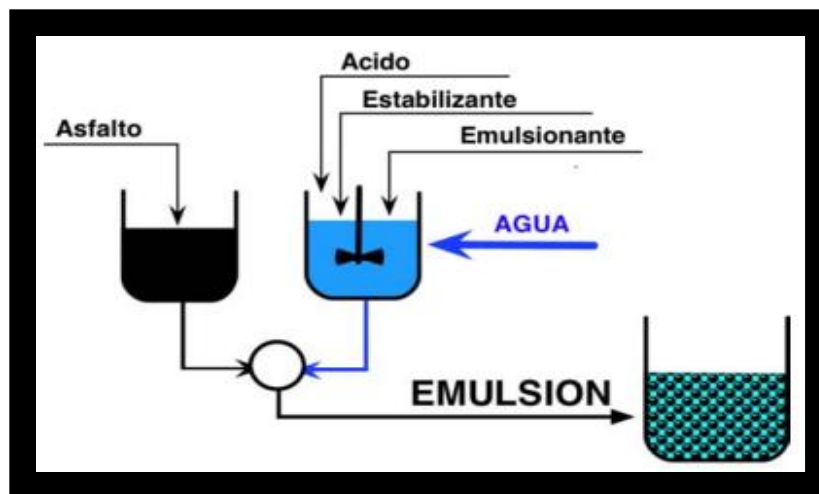 Acido
Estabilizante
Asfalto
Emulsionante
AGUA
EMULSION